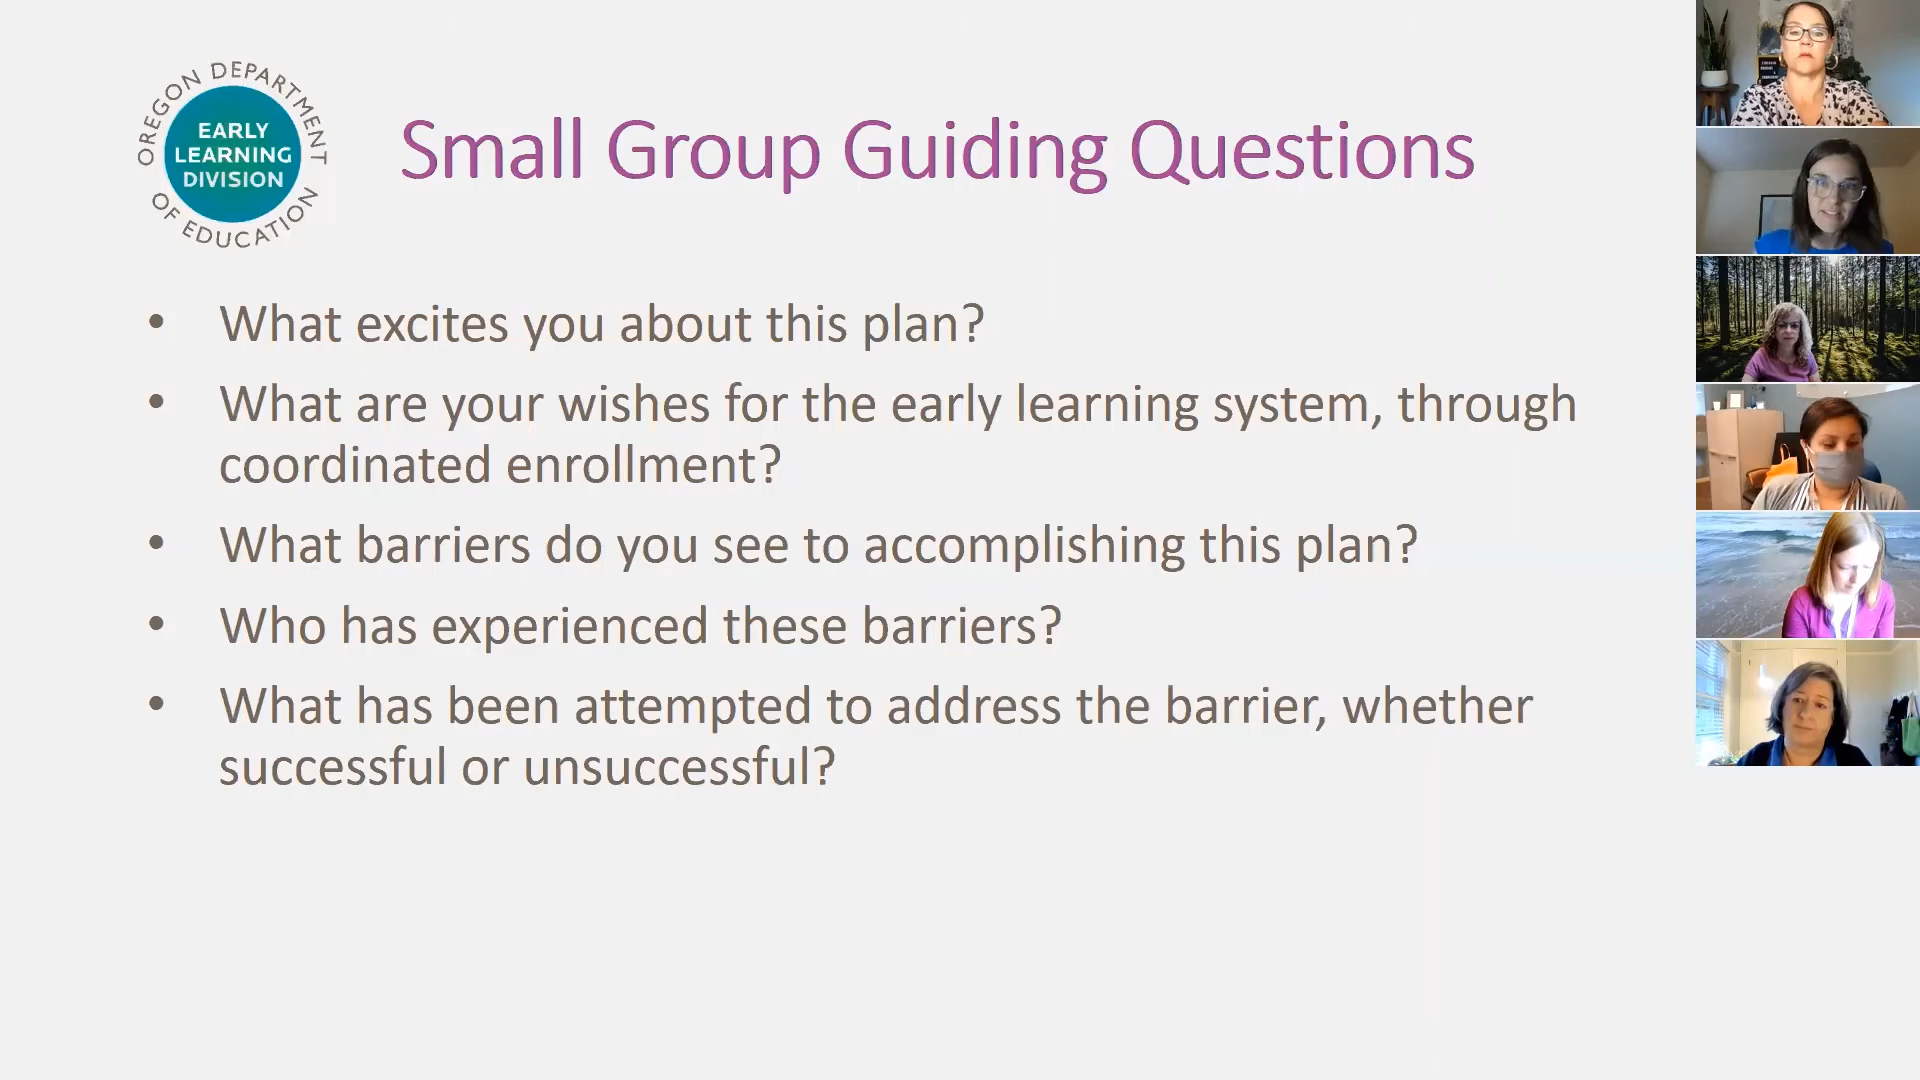 OREGON DEPARTMENT
OF EDUCATION
EARLY
LEARNING
DIVISION
Small Group Guiding Questions
• What excites you about this plan?
• What are your wishes for the early learning system, through
coordinated enrollment?
• What barriers do you see to accomplishing this plan?
• Who has experienced these barriers?
• What has been attempted to address the barrier, whether
successful or unsuccessful?